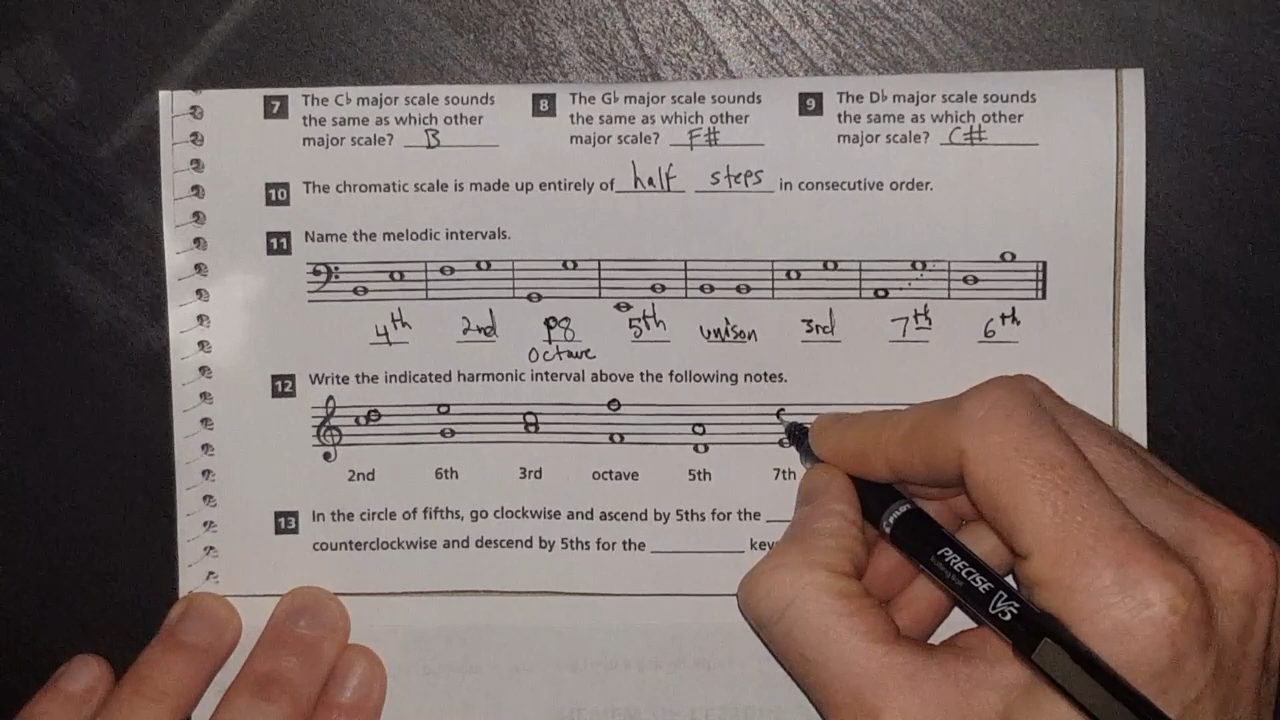 7 The C♭ major scale sounds the same as which other major scale? B
8 The G♭ major scale sounds the same as which other major scale? F#
9 The D♭ major scale sounds the same as which other major scale? C#
10 The chromatic scale is made up entirely of half steps in consecutive order.
11 Name the melodic intervals.
4th 2nd P8 5th unison 3rd 7th 6th
octave
12 Write the indicated harmonic interval above the following notes.
2nd 6th 3rd octave 5th 7th
13 In the circle of fifths, go clockwise and ascend by 5ths for the
counterclockwise and descend by 5ths for the
PILOT
PRECISE V5